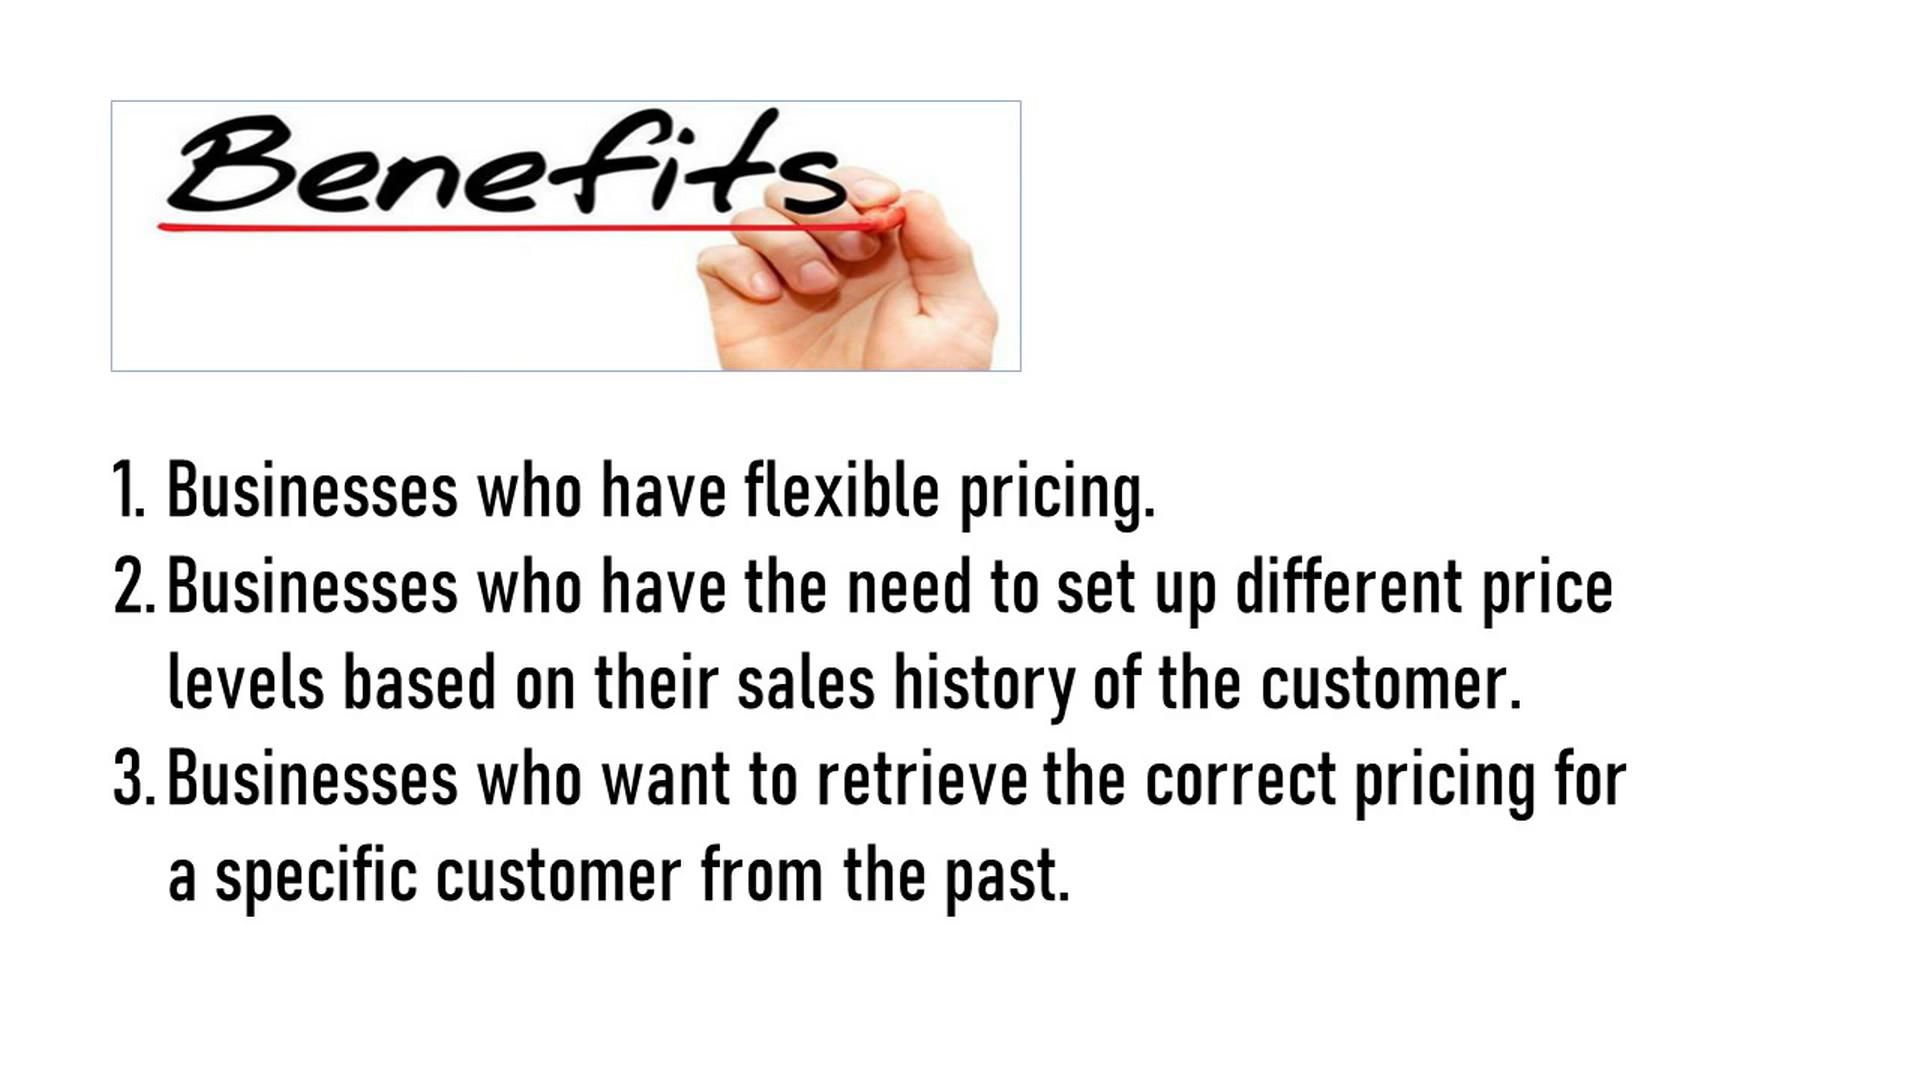 Benefits
1. Businesses who have flexible pricing.
2. Businesses who have the need to set up different price
levels based on their sales history of the customer.
3. Businesses who want to retrieve the correct pricing for
a specific customer from the past.